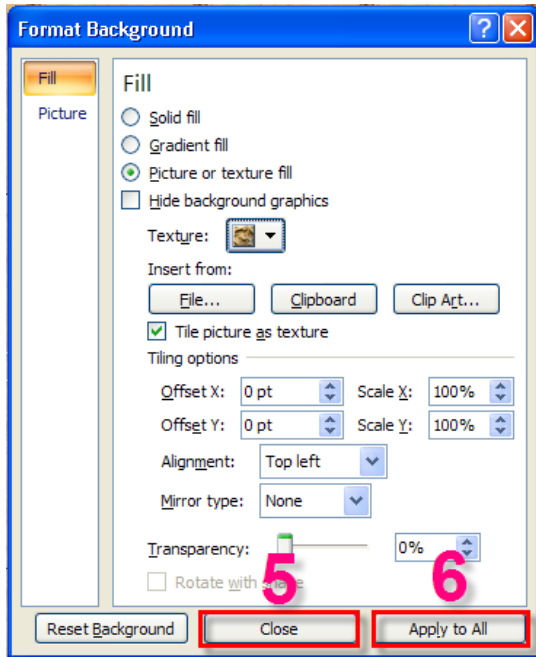 Format Background
Fill
Picture
Fill
Solid fill
Gradient fill
Picture or texture fill
Hide background graphics
Texture:
Insert from:
File... Clipboard Clip Art...
Tile picture as texture
Tiling options
Offset X: 0 pt Scale X: 100%
Offset Y: 0 pt Scale Y: 100%
Alignment: Top left
Mirror type: None
Transparency: 0%
Rotate with shape
5 6
Reset Background Close Apply to All